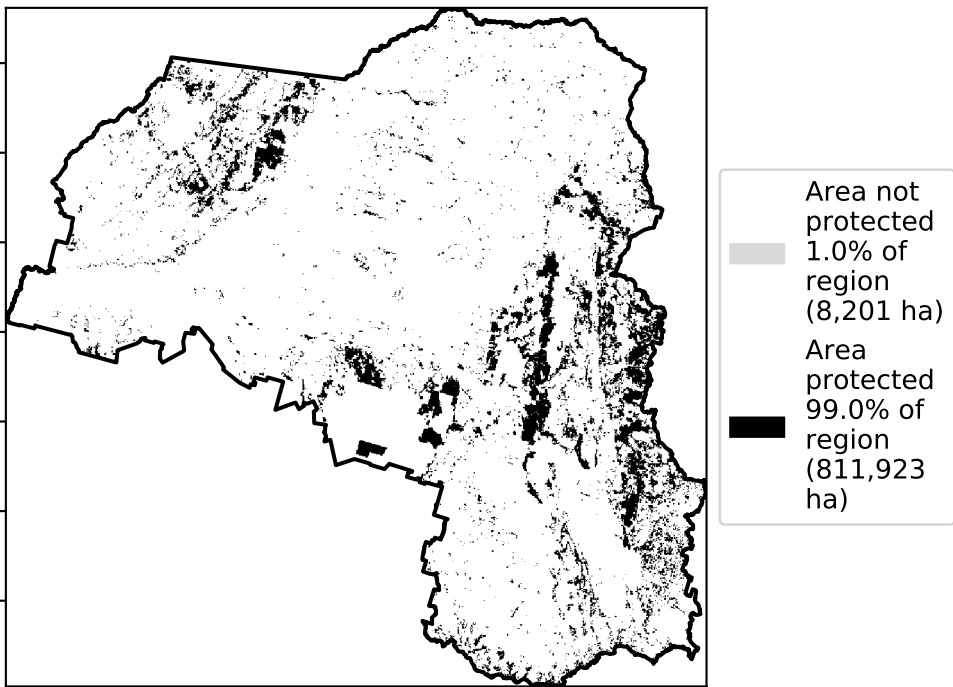 Area not
protected
1.0% of
region
(8,201 ha)
Area
protected
99.0% of
region
(811,923
ha)